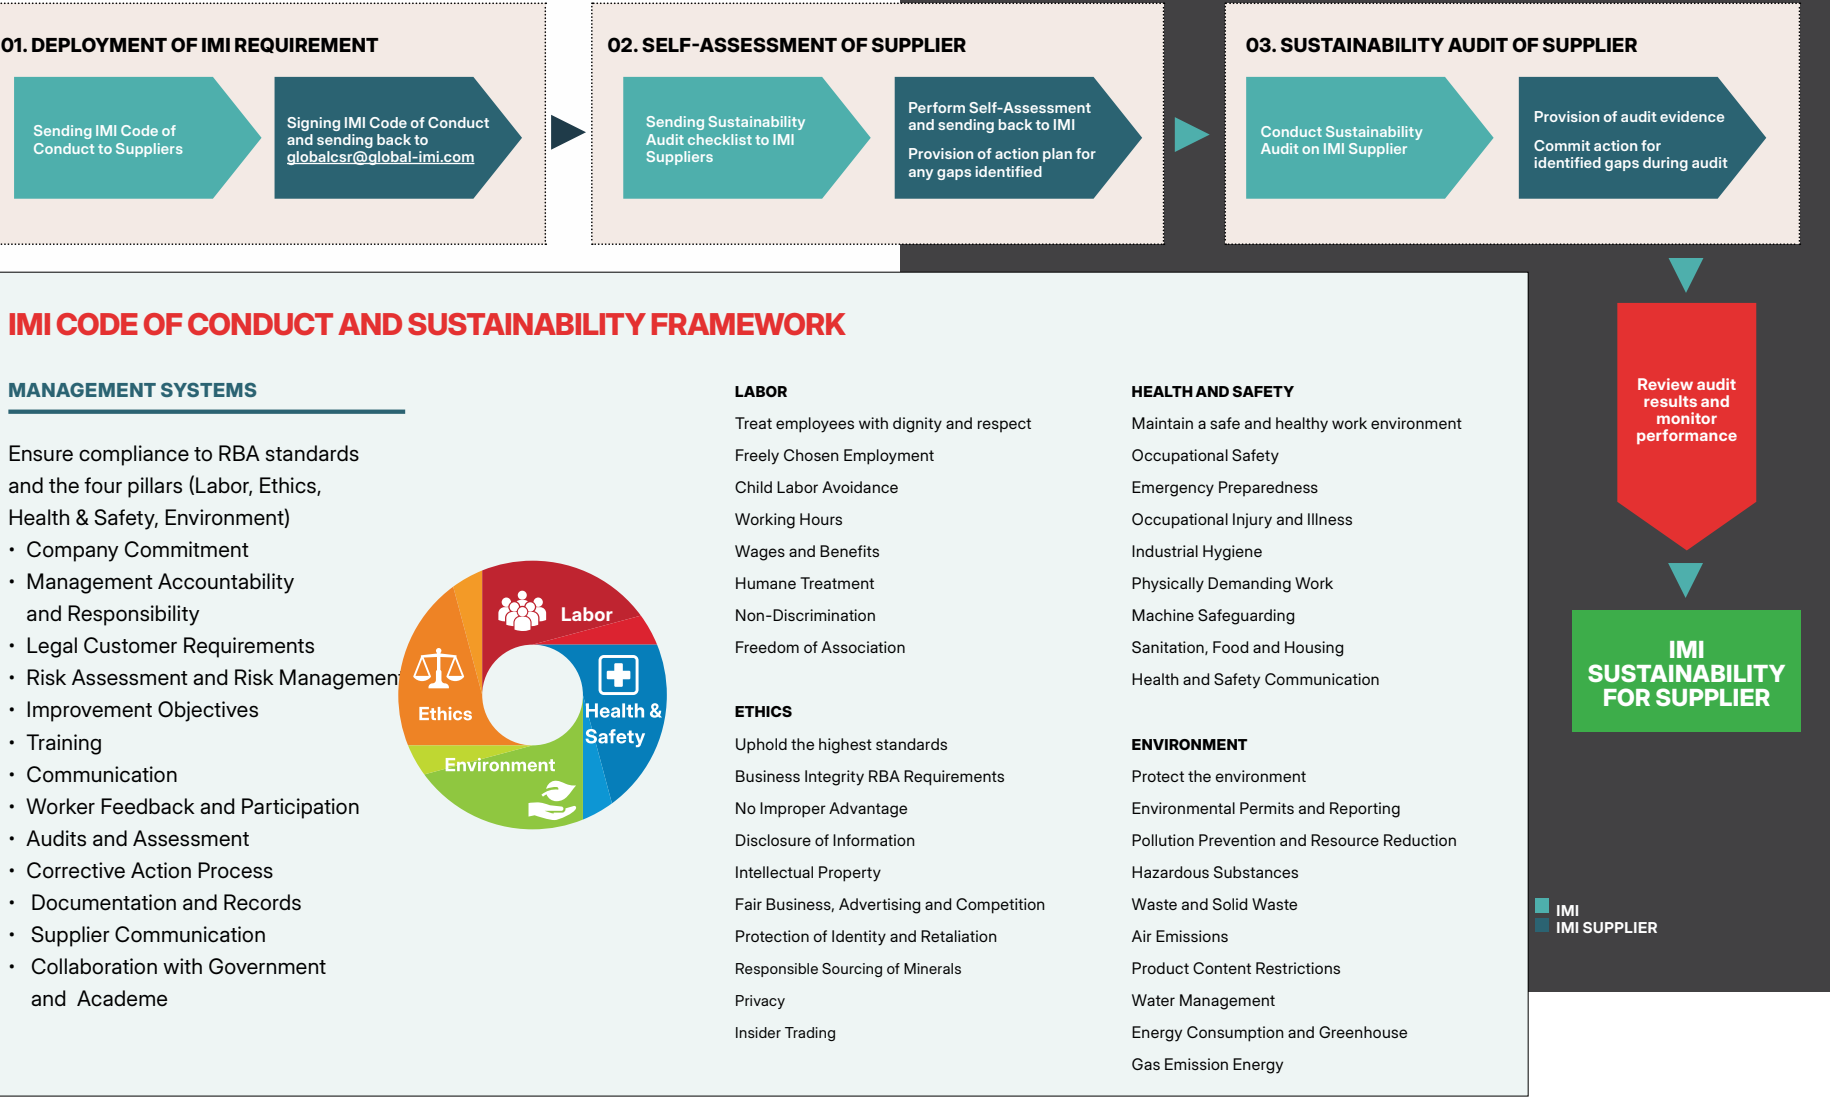 01. DEPLOYMENT OF IMI REQUIREMENT
Sending IMI Code of
Conduct to Suppliers
Signing IMI Code of Conduct
and sending back to
globalcsr@global-imi.com
02. SELF-ASSESSMENT OF SUPPLIER
Sending Sustainability
Audit checklist to IMI
Suppliers
Perform Self-Assessment
and sending back to IMI
Provision of action plan for
any gaps identified
03. SUSTAINABILITY AUDIT OF SUPPLIER
Conduct Sustainability
Audit on IMI Supplier
Provision of audit evidence
Commit action for
identified gaps during audit
Review audit
results and
monitor
performance
IMI
SUSTAINABILITY
FOR SUPPLIER
IMI
IMI SUPPLIER
IMI CODE OF CONDUCT AND SUSTAINABILITY FRAMEWORK
MANAGEMENT SYSTEMS
Ensure compliance to RBA standards
and the four pillars (Labor, Ethics,
Health & Safety, Environment)
• Company Commitment
• Management Accountability
and Responsibility
• Legal Customer Requirements
• Risk Assessment and Risk Management
• Improvement Objectives
• Training
• Communication
• Worker Feedback and Participation
• Audits and Assessment
• Corrective Action Process
• Documentation and Records
• Supplier Communication
• Collaboration with Government
and Academe
Labor
Ethics
Health &
Safety
Environment
LABOR
Treat employees with dignity and respect
Freely Chosen Employment
Child Labor Avoidance
Working Hours
Wages and Benefits
Humane Treatment
Non-Discrimination
Freedom of Association
ETHICS
Uphold the highest standards
Business Integrity RBA Requirements
No Improper Advantage
Disclosure of Information
Intellectual Property
Fair Business, Advertising and Competition
Protection of Identity and Retaliation
Responsible Sourcing of Minerals
Privacy
Insider Trading
HEALTH AND SAFETY
Maintain a safe and healthy work environment
Occupational Safety
Emergency Preparedness
Occupational Injury and Illness
Industrial Hygiene
Physically Demanding Work
Machine Safeguarding
Sanitation, Food and Housing
Health and Safety Communication
ENVIRONMENT
Protect the environment
Environmental Permits and Reporting
Pollution Prevention and Resource Reduction
Hazardous Substances
Waste and Solid Waste
Air Emissions
Product Content Restrictions
Water Management
Energy Consumption and Greenhouse
Gas Emission Energy